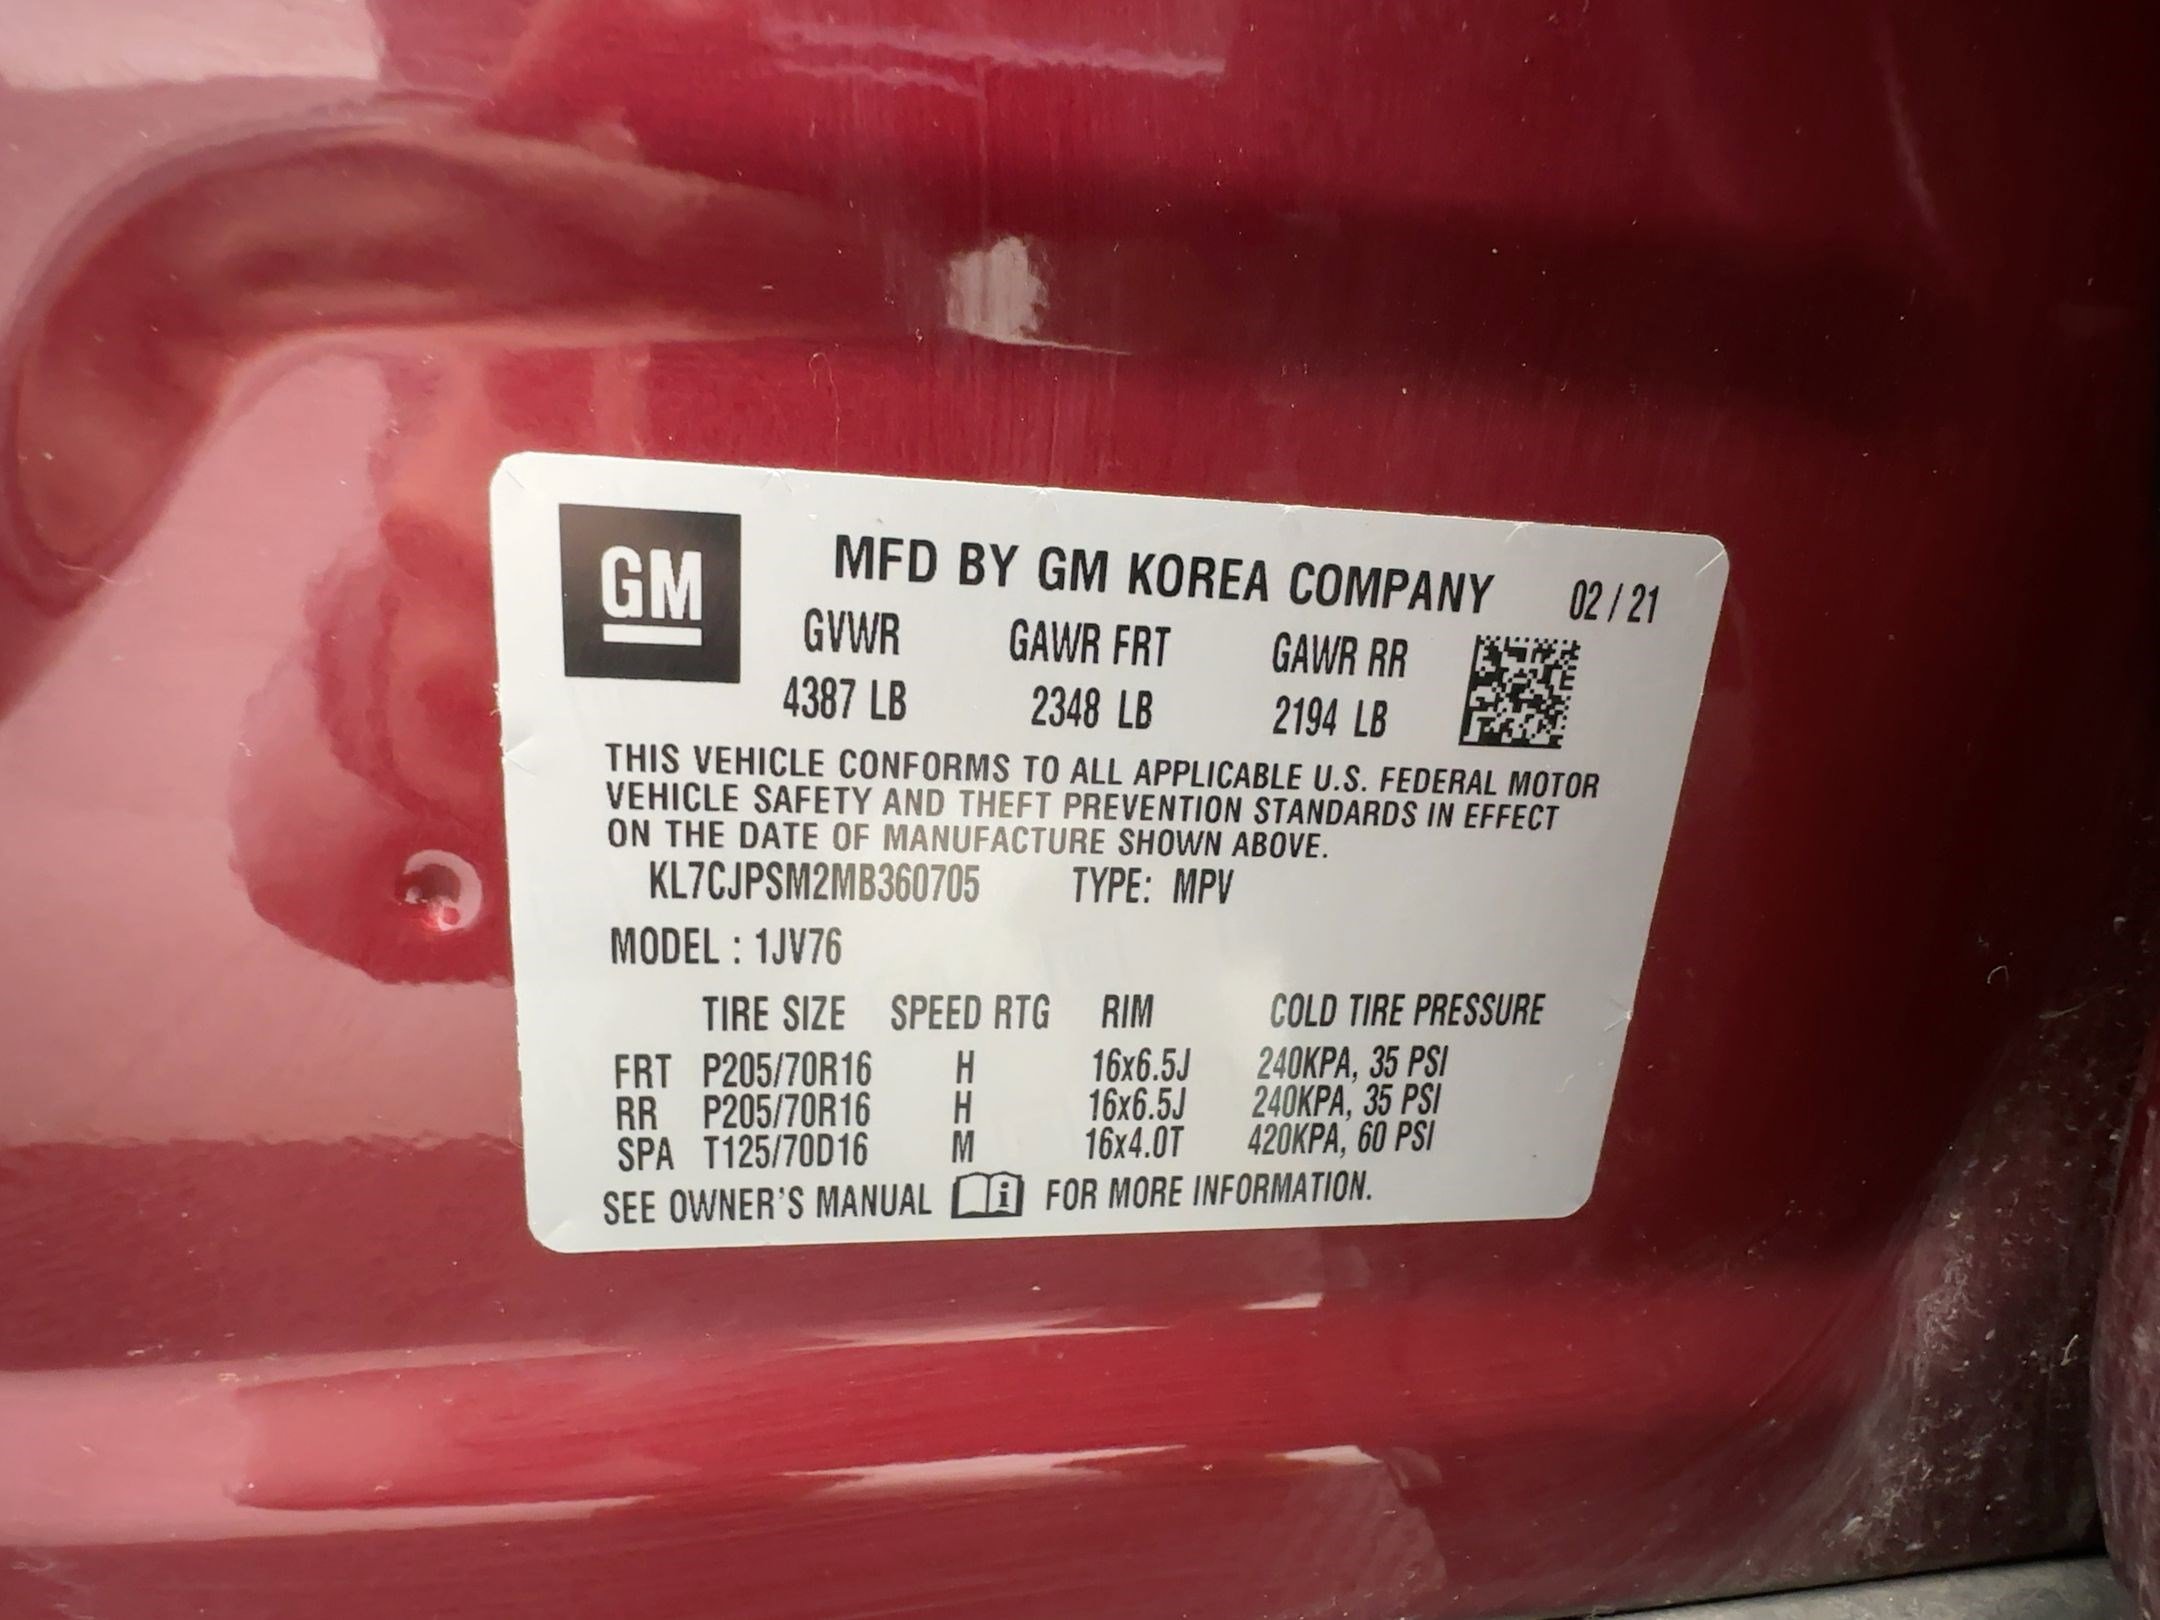 GM
MFD BY GM KOREA COMPANY 02 / 21
GVWR GAWR FRT GAWR RR
4387 LB 2348 LB 2194 LB
THIS VEHICLE CONFORMS TO ALL APPLICABLE U.S. FEDERAL MOTOR
VEHICLE SAFETY AND THEFT PREVENTION STANDARDS IN EFFECT
ON THE DATE OF MANUFACTURE SHOWN ABOVE.
KL7CJPSM2MB360705 TYPE: MPV
MODEL : 1JV76
TIRE SIZE SPEED RTG RIM COLD TIRE PRESSURE
FRT P205/70R16 H 16x6.5J 240KPA, 35 PSI
RR P205/70R16 H 16x6.5J 240KPA, 35 PSI
SPA T125/70D16 M 16x4.0T 420KPA, 60 PSI
SEE OWNER'S MANUAL i FOR MORE INFORMATION.